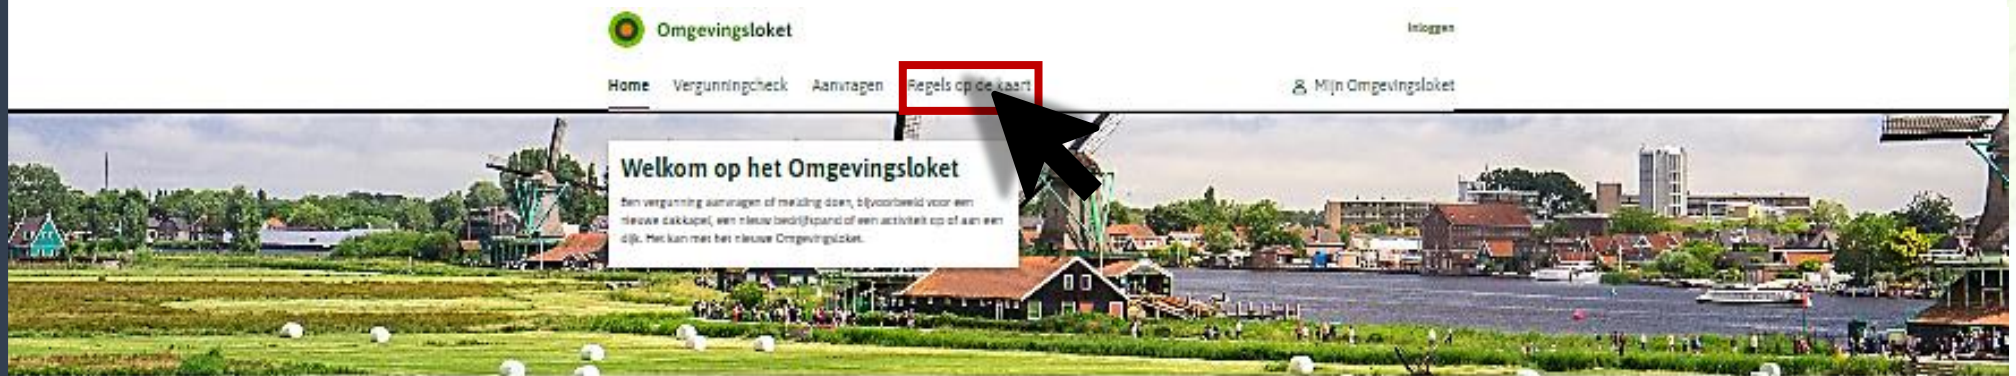 Omgevingsloket
Inloggen
Home Vergunningcheck Aanvragen Regels op de kaart Mijn Omgevingsloket
Welkom op het Omgevingsloket
Een vergunning aanvragen of melding doen, bijvoorbeeld voor een
nieuwe dakkapel, een nieuw bedrijfspand of een activiteit op of aan een
dijk. Het kan met het nieuwe Omgevingsloket.